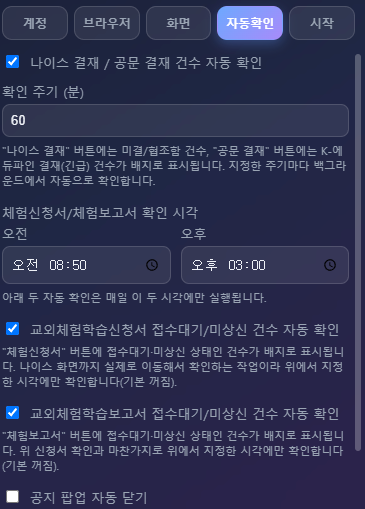 계정 브라우저 화면 자동확인 시작
나이스 결재 / 공문 결재 건수 자동 확인
확인 주기 (분)
60
"나이스 결재" 버튼에는 미결/협조함 건수, "공문 결재" 버튼에는 K-에
듀파인 결재(긴급) 건수가 배지로 표시됩니다. 지정한 주기마다 백그라
운드에서 자동으로 확인합니다.
체험신청서/체험보고서 확인 시각
오전 오후
오전 08:50 오후 03:00
아래 두 자동 확인은 매일 이 두 시각에만 실행됩니다.
교외체험학습신청서 접수대기/미상신 건수 자동 확인
"체험신청서" 버튼에 접수대기·미상신 상태인 건수가 배지로 표시됩니
다. 나이스 화면까지 실제로 이동해서 확인하는 작업이라 위에서 지정
한 시각에만 확인합니다(기본 꺼짐).
교외체험학습보고서 접수대기/미상신 건수 자동 확인
"체험보고서" 버튼에 접수대기·미상신 상태인 건수가 배지로 표시됩니
다. 위 신청서 확인과 마찬가지로 위에서 지정한 시각에만 확인합니다
(기본 꺼짐).
공지 팝업 자동 닫기